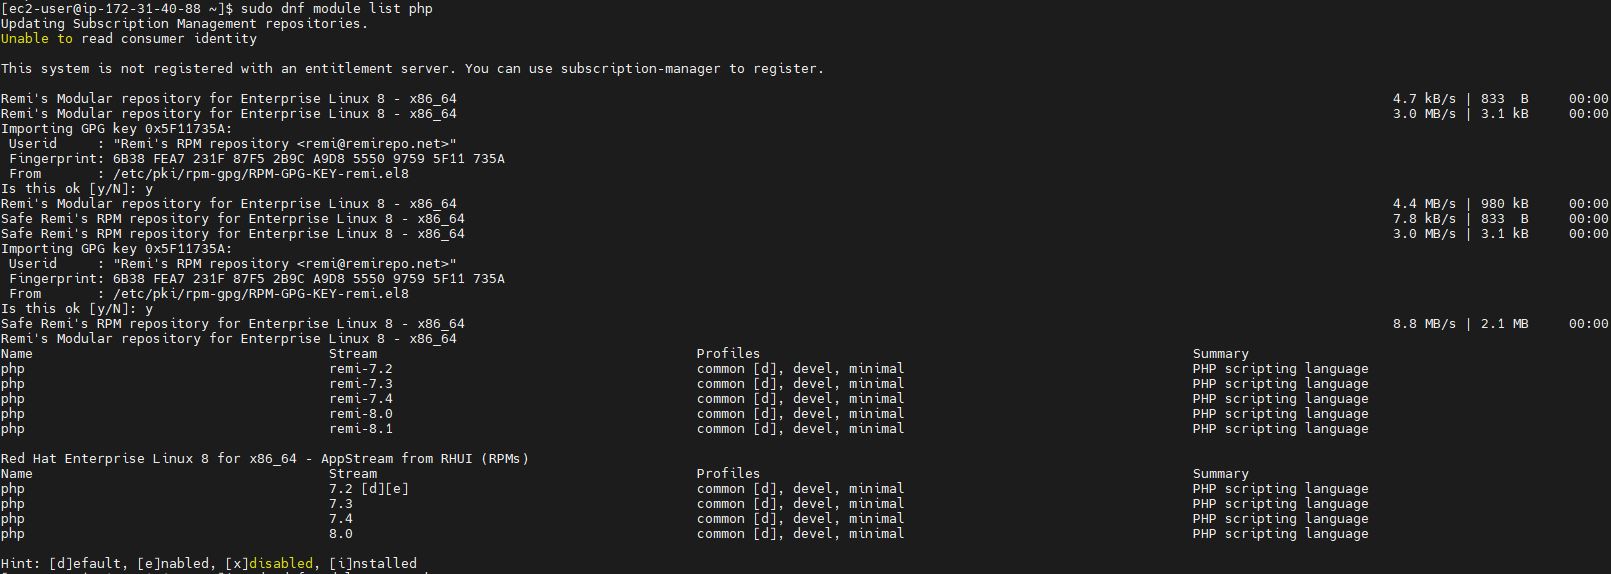 [ec2-user@ip-172-31-40-88 ~]$ sudo dnf module list php
Updating Subscription Management repositories.
Unable to read consumer identity
This system is not registered with an entitlement server. You can use subscription-manager to register.
Remi's Modular repository for Enterprise Linux 8 - x86_64 4.7 kB/s | 833 B 00:00
Remi's Modular repository for Enterprise Linux 8 - x86_64 3.0 MB/s | 3.1 kB 00:00
Importing GPG key 0x5F11735A:
Userid : "Remi's RPM repository <remi@remirepo.net>"
Fingerprint: 6B38 FEA7 231F 87F5 2B9C A9D8 5550 9759 5F11 735A
From : /etc/pki/rpm-gpg/RPM-GPG-KEY-remi.el8
Is this ok [y/N]: y
Remi's Modular repository for Enterprise Linux 8 - x86_64 4.4 MB/s | 980 kB 00:00
Safe Remi's RPM repository for Enterprise Linux 8 - x86_64 7.8 kB/s | 833 B 00:00
Safe Remi's RPM repository for Enterprise Linux 8 - x86_64 3.0 MB/s | 3.1 kB 00:00
Importing GPG key 0x5F11735A:
Userid : "Remi's RPM repository <remi@remirepo.net>"
Fingerprint: 6B38 FEA7 231F 87F5 2B9C A9D8 5550 9759 5F11 735A
From : /etc/pki/rpm-gpg/RPM-GPG-KEY-remi.el8
Is this ok [y/N]: y
Safe Remi's RPM repository for Enterprise Linux 8 - x86_64 8.8 MB/s | 2.1 MB 00:00
Remi's Modular repository for Enterprise Linux 8 - x86_64
Name Stream Profiles Summary
php remi-7.2 common [d], devel, minimal PHP scripting language
php remi-7.3 common [d], devel, minimal PHP scripting language
php remi-7.4 common [d], devel, minimal PHP scripting language
php remi-8.0 common [d], devel, minimal PHP scripting language
php remi-8.1 common [d], devel, minimal PHP scripting language
Red Hat Enterprise Linux 8 for x86_64 - AppStream from RHUI (RPMs)
Name Stream Profiles Summary
php 7.2 [d][e] common [d], devel, minimal PHP scripting language
php 7.3 common [d], devel, minimal PHP scripting language
php 7.4 common [d], devel, minimal PHP scripting language
php 8.0 common [d], devel, minimal PHP scripting language
Hint: [d]efault, [e]nabled, [x]disabled, [i]nstalled